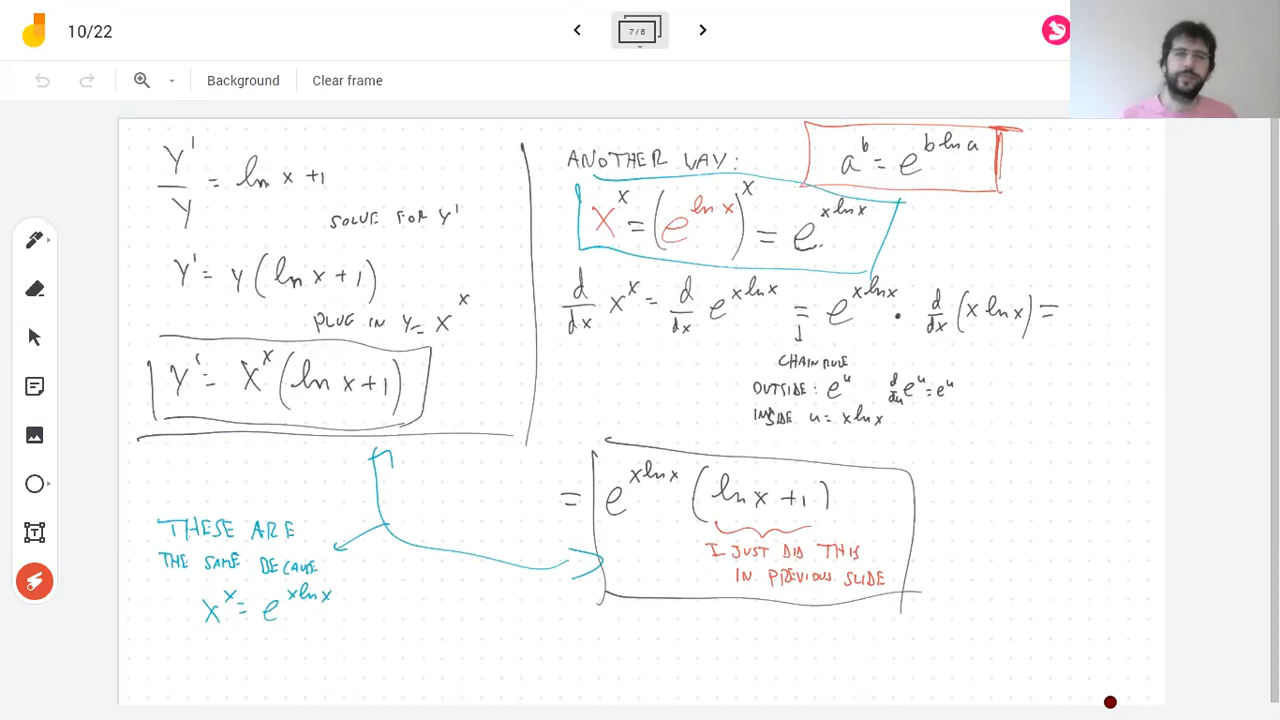 10/22
7 / 8
Background
Clear frame
Y'/Y = ln x +1
SOLVE FOR Y'
Y' = y (ln x + 1)
PLUG IN Y = X^x
Y' = X^x (ln x +1)
THESE ARE
THE SAME BECAUSE
x^x = e^(x ln x)
ANOTHER WAY:
a^b = e^(b ln a)
X^x = (e^(ln x))^x = e^(x ln x)
d/dx x^x = d/dx e^(x ln x) = e^(x ln x) · d/dx (x ln x) =
CHAIN RULE
OUTSIDE: e^u d/du e^u = e^u
INSIDE u = x ln x
= e^(x ln x) (ln x +1)
I JUST DID THIS
IN PREVIOUS SLIDE